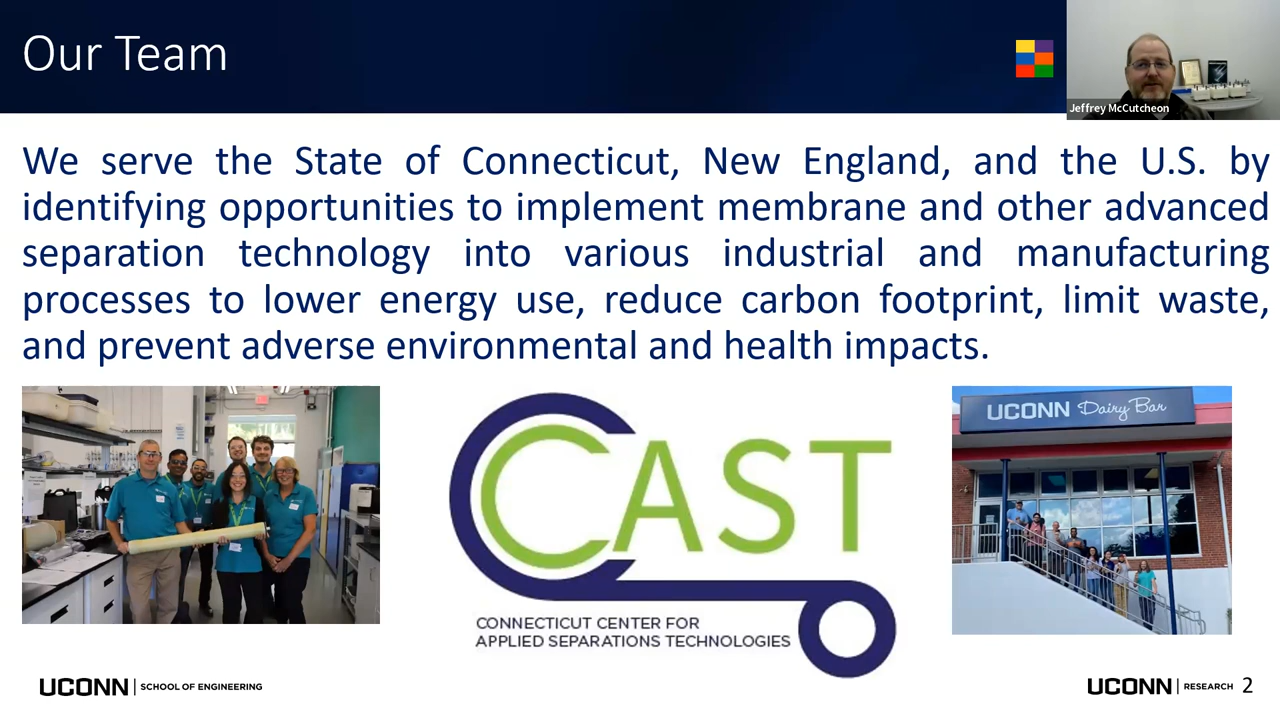 Our Team
Jeffrey McCutcheon
We serve the State of Connecticut, New England, and the U.S. by
identifying opportunities to implement membrane and other advanced
separation technology into various industrial and manufacturing
processes to lower energy use, reduce carbon footprint, limit waste,
and prevent adverse environmental and health impacts.
UCONN Dairy Bar
CAST
CONNECTICUT CENTER FOR
APPLIED SEPARATIONS TECHNOLOGIES
UCONN | SCHOOL OF ENGINEERING
UCONN | RESEARCH 2